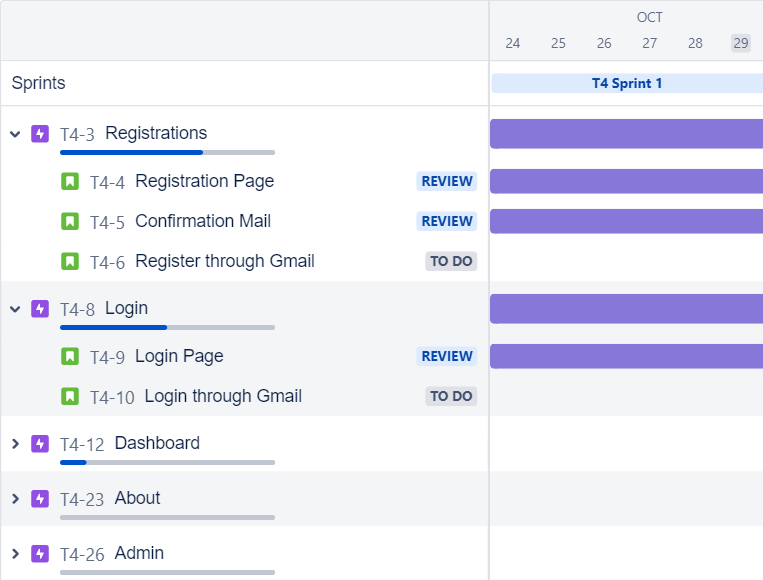 OCT
24 25 26 27 28 29
Sprints T4 Sprint 1
T4-3 Registrations
T4-4 Registration Page REVIEW
T4-5 Confirmation Mail REVIEW
T4-6 Register through Gmail TO DO
T4-8 Login
T4-9 Login Page REVIEW
T4-10 Login through Gmail TO DO
T4-12 Dashboard
T4-23 About
T4-26 Admin